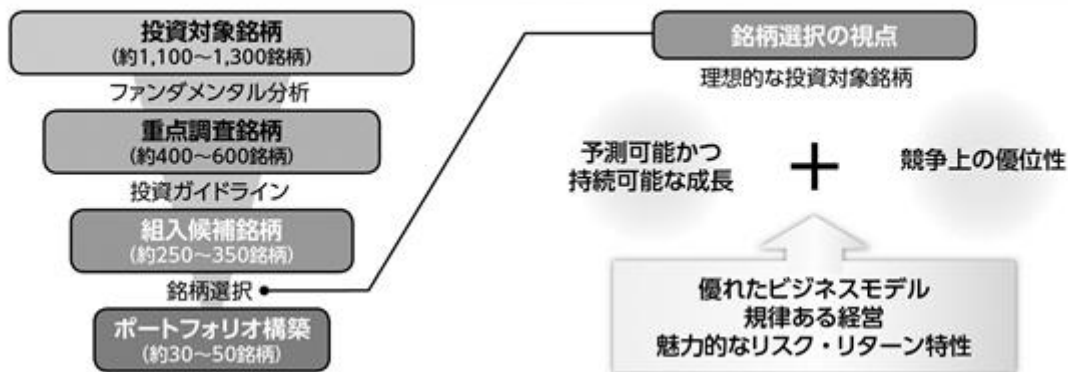 投資対象銘柄
(約1,100～1,300銘柄)
ファンダメンタル分析
重点調査銘柄
(約400～600銘柄)
投資ガイドライン
組入候補銘柄
(約250～350銘柄)
銘柄選択
ポートフォリオ構築
(約30～50銘柄)
銘柄選択の視点
理想的な投資対象銘柄
予測可能かつ
持続可能な成長
+
競争上の優位性
優れたビジネスモデル
規律ある経営
魅力的なリスク・リターン特性